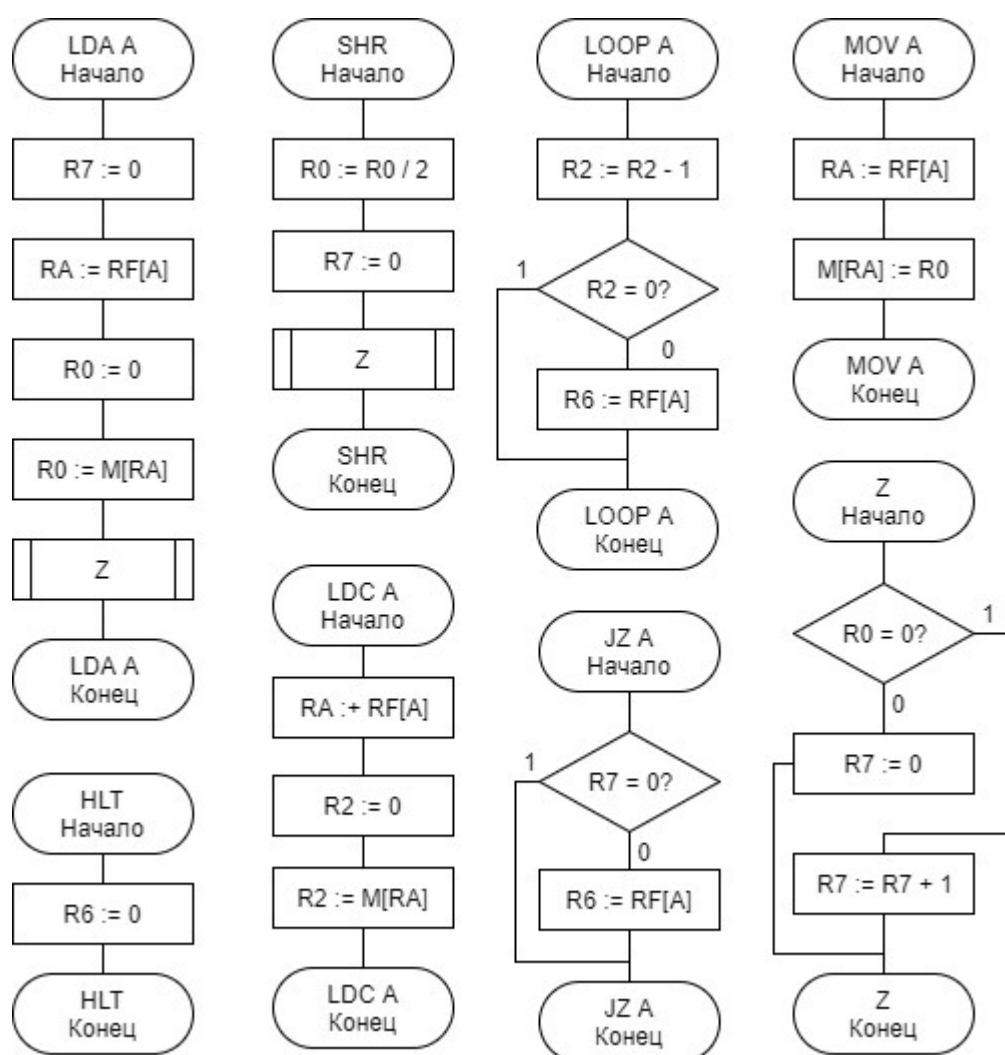 LDA A
Начало
R7 := 0
RA := RF[A]
R0 := 0
R0 := M[RA]
Z
LDA A
Конец
HLT
Начало
R6 := 0
HLT
Конец
SHR
Начало
R0 := R0 / 2
R7 := 0
Z
SHR
Конец
LDC A
Начало
RA :+ RF[A]
R2 := 0
R2 := M[RA]
LDC A
Конец
LOOP A
Начало
R2 := R2 - 1
1
R2 = 0?
0
R6 := RF[A]
LOOP A
Конец
JZ A
Начало
1
R7 = 0?
0
R6 := RF[A]
JZ A
Конец
MOV A
Начало
RA := RF[A]
M[RA] := R0
MOV A
Конец
Z
Начало
1
R0 = 0?
0
R7 := 0
R7 := R7 + 1
Z
Конец